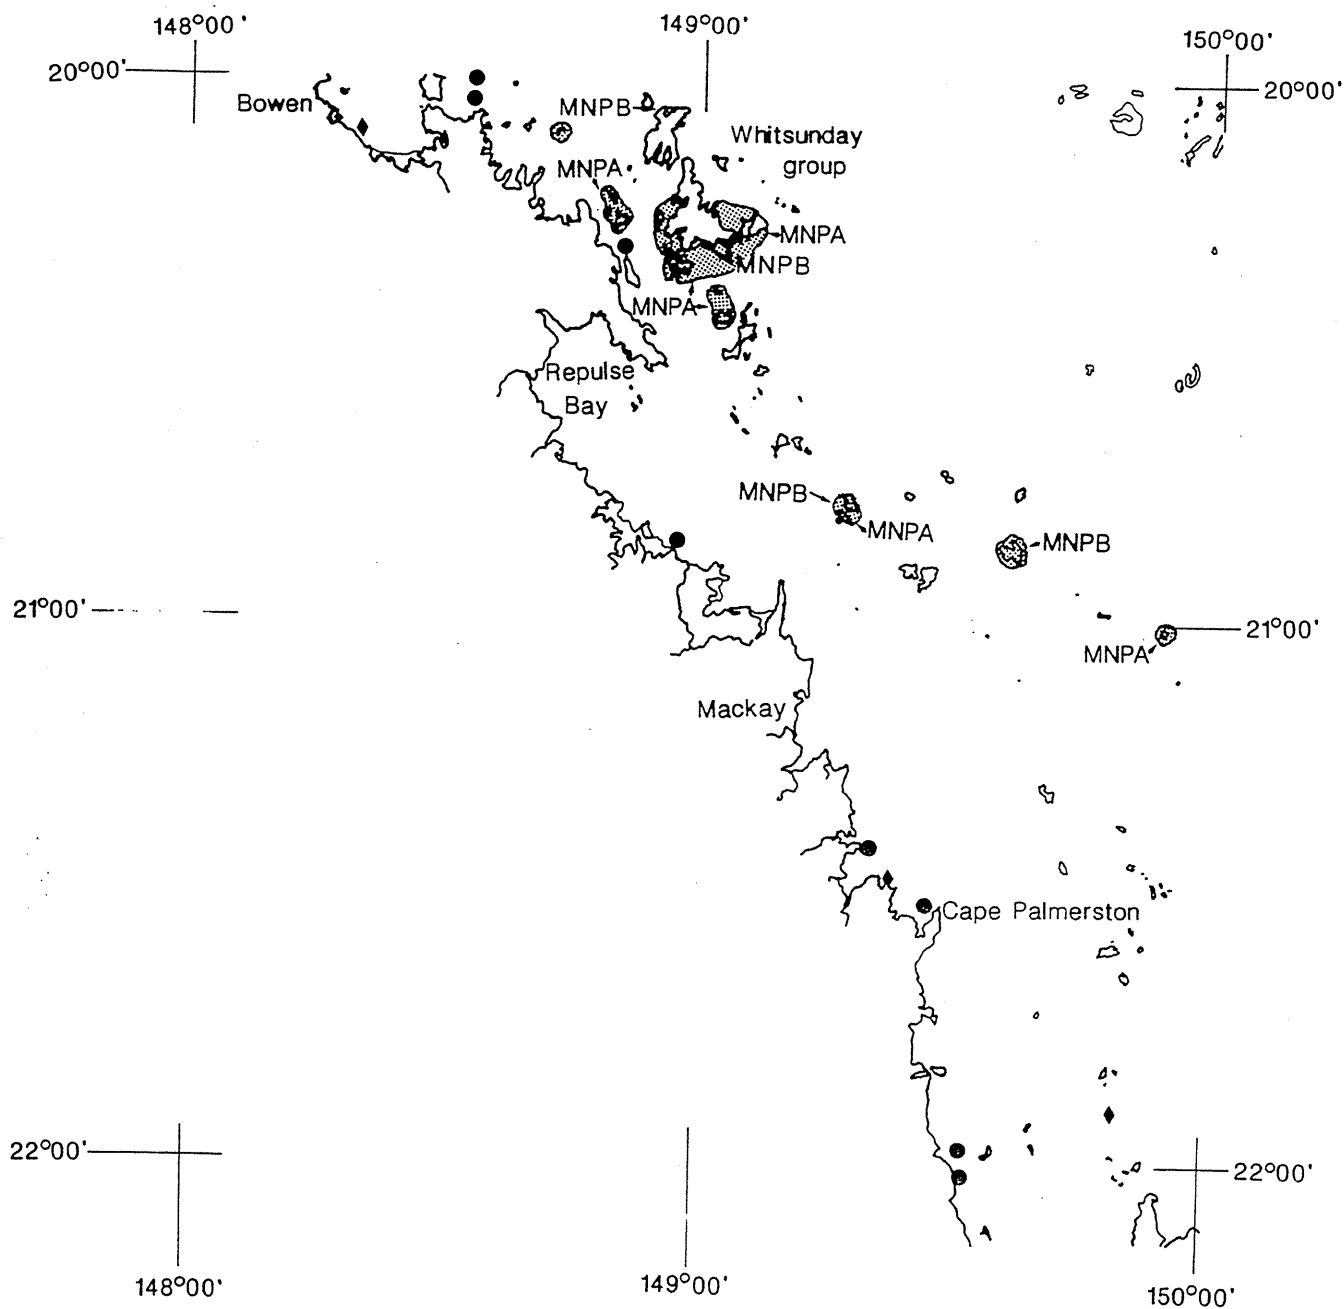 148°00'
149°00'
150°00'
20°00'
20°00'
Bowen
MNPB
Whitsunday
group
MNPA
MNPA
MNPB
MNPA
Repulse
Bay
MNPB
MNPA
MNPB
21°00'
21°00'
MNPA
Mackay
Cape Palmerston
22°00'
22°00'
148°00'
149°00'
150°00'